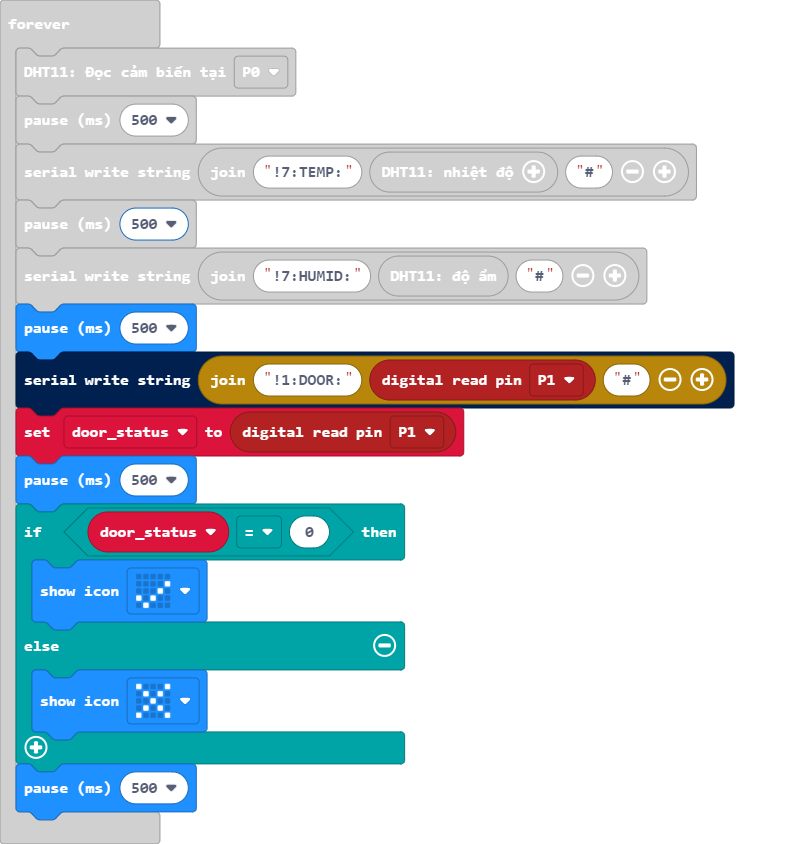 forever
DHT11: Đọc cảm biến tại P0
pause (ms) 500
serial write string join "!7:TEMP:" DHT11: nhiệt độ "#"
pause (ms) 500
serial write string join "!7:HUMID:" DHT11: độ ẩm "#"
pause (ms) 500
serial write string join "!1:DOOR:" digital read pin P1 "#"
set door_status to digital read pin P1
pause (ms) 500
if door_status = 0 then
show icon
else
show icon
pause (ms) 500